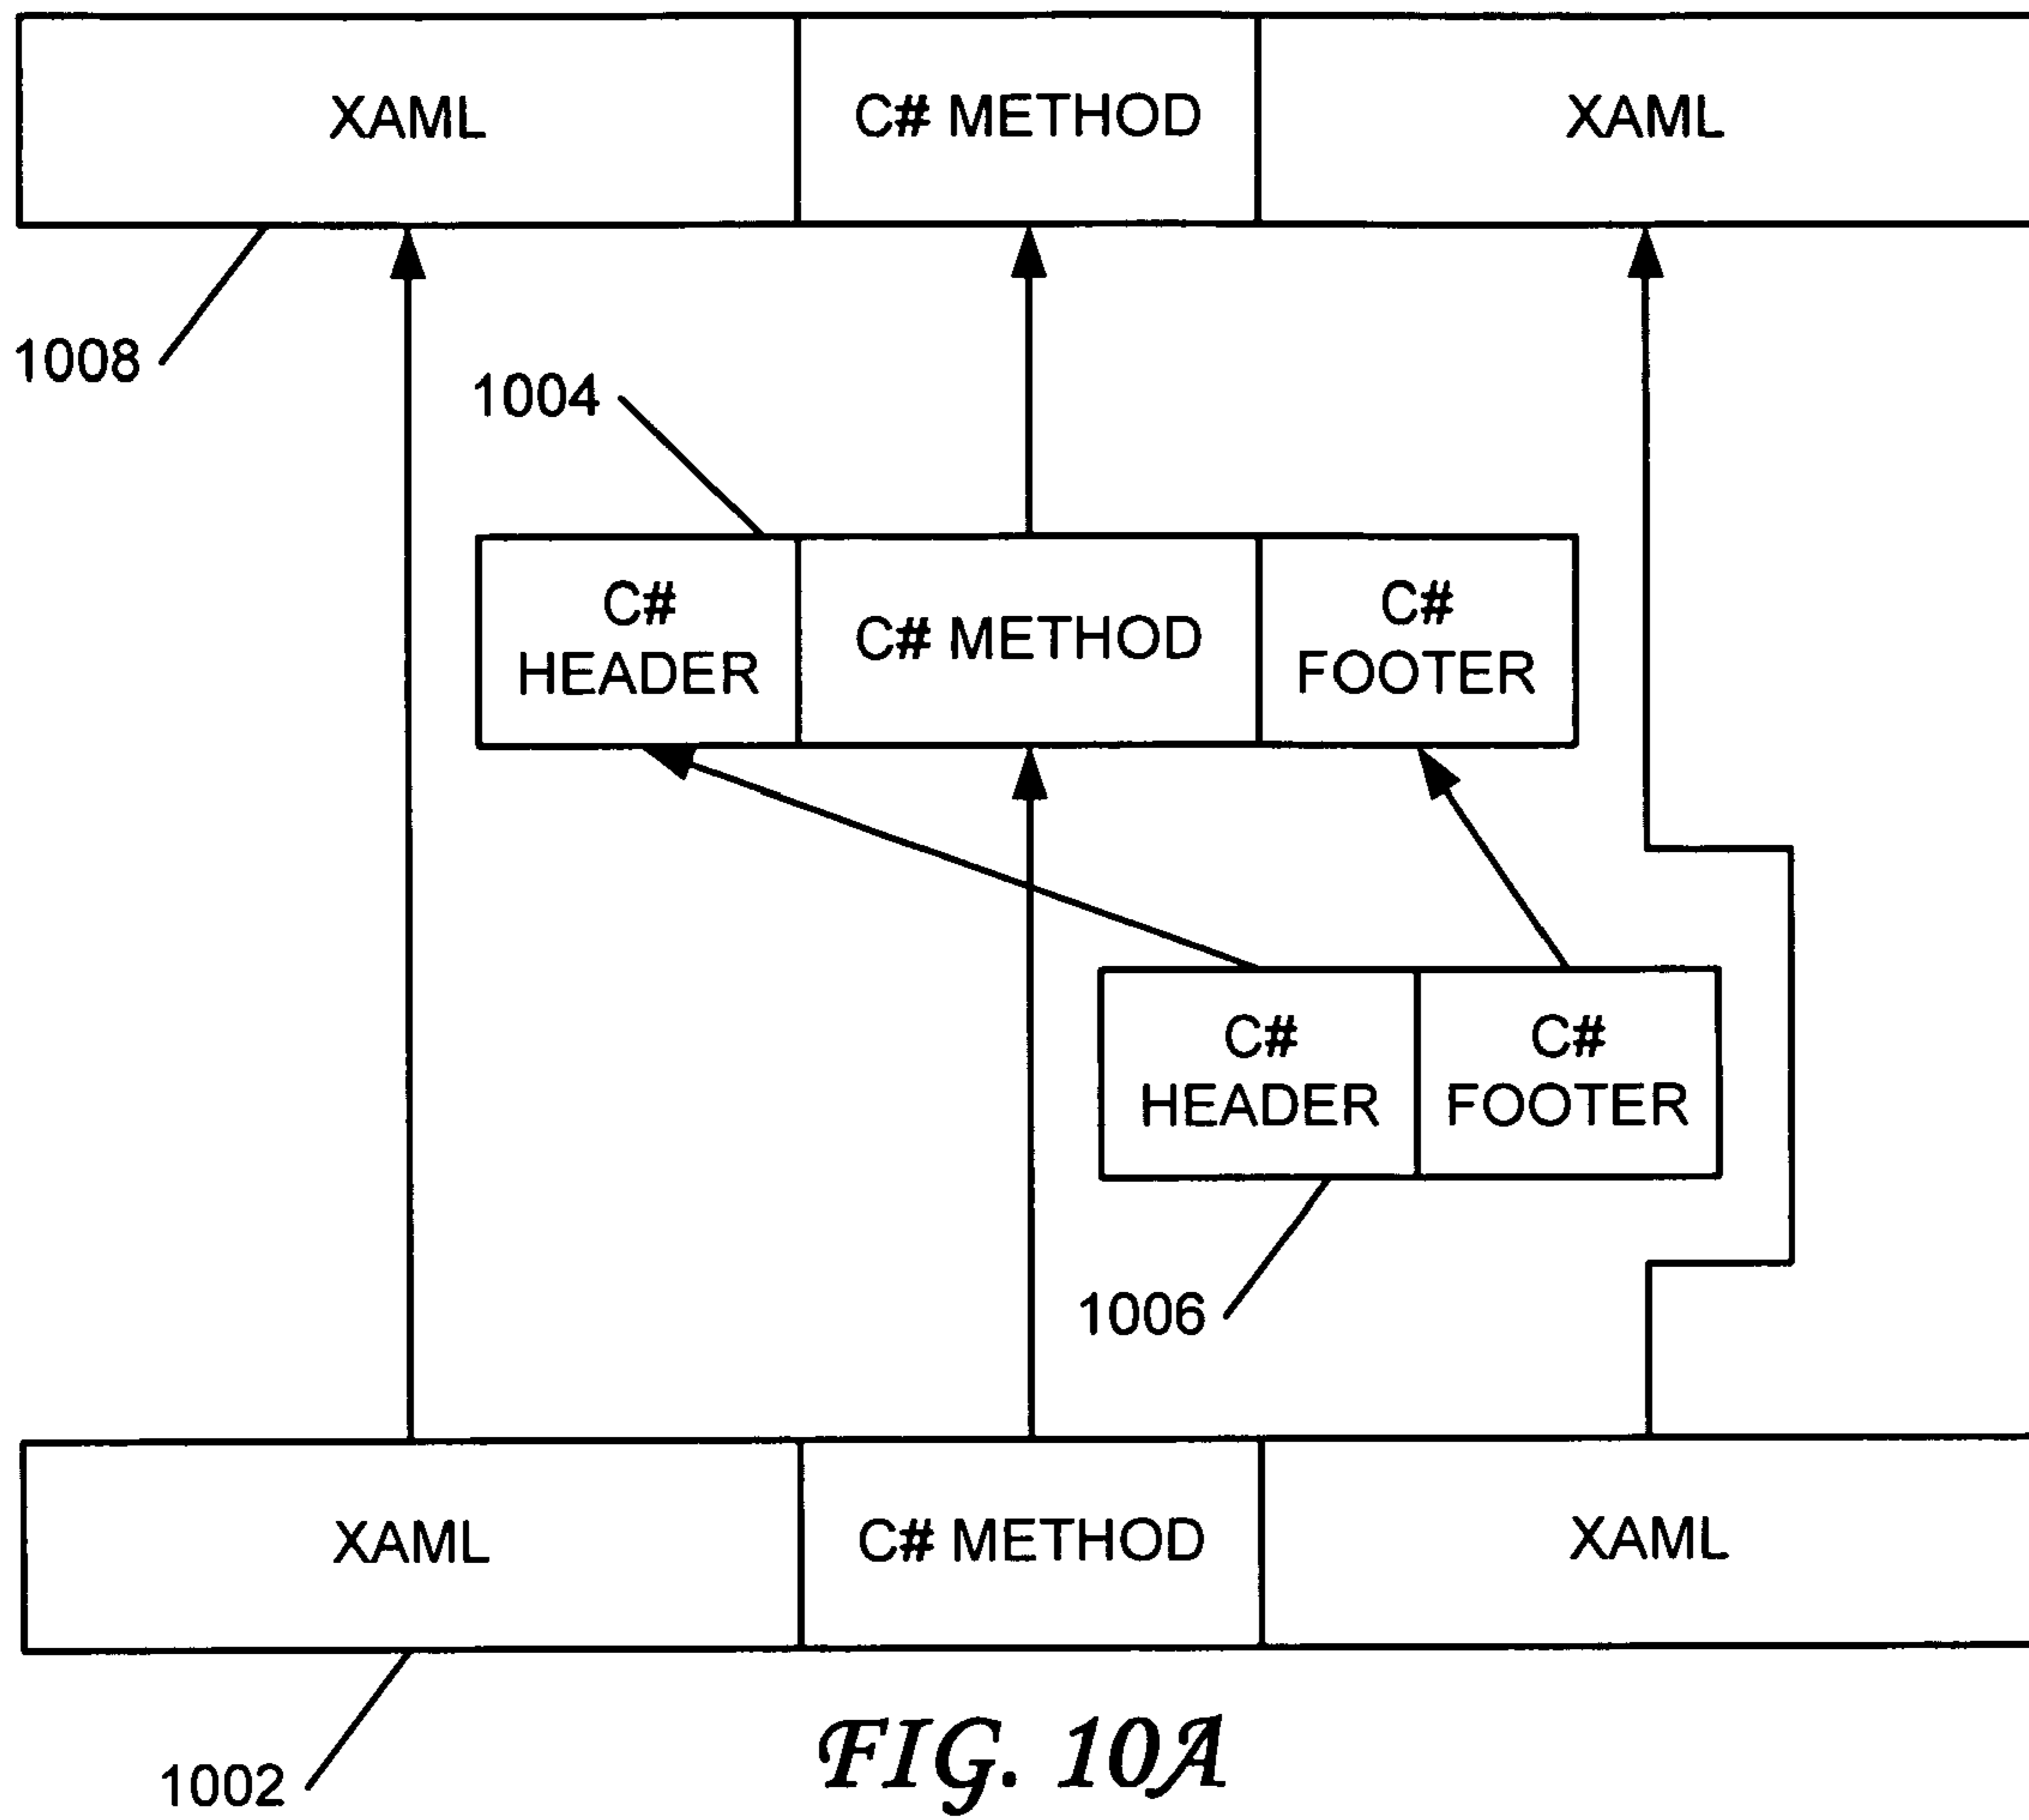 XAML
C# METHOD
XAML
1008
1004
C#
HEADER
C# METHOD
C#
FOOTER
C#
HEADER
C#
FOOTER
1006
XAML
C# METHOD
XAML
1002
FIG. 10A